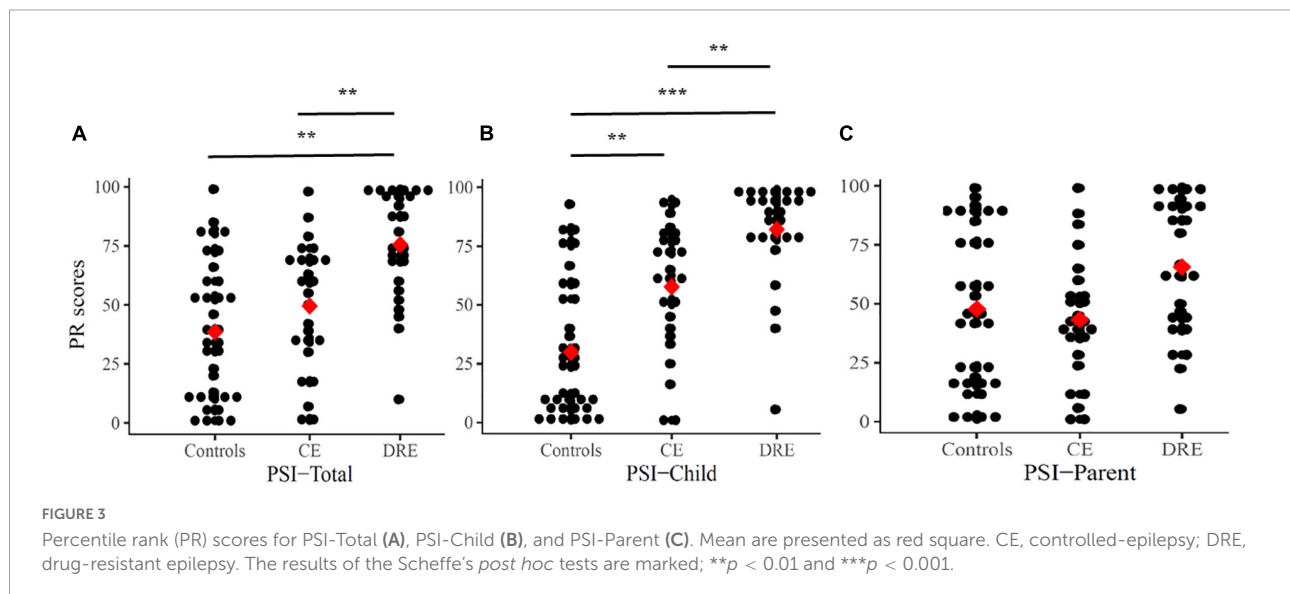 **
** ***
A ** B ** C
100 100 100
75 75 75
PR scores
50 50 50
25 25 25
0 0 0
Controls CE DRE Controls CE DRE Controls CE DRE
PSI−Total PSI−Child PSI−Parent
FIGURE 3
Percentile rank (PR) scores for PSI-Total (A), PSI-Child (B), and PSI-Parent (C). Mean are presented as red square. CE, controlled-epilepsy; DRE,
drug-resistant epilepsy. The results of the Scheffe's post hoc tests are marked; **p < 0.01 and ***p < 0.001.